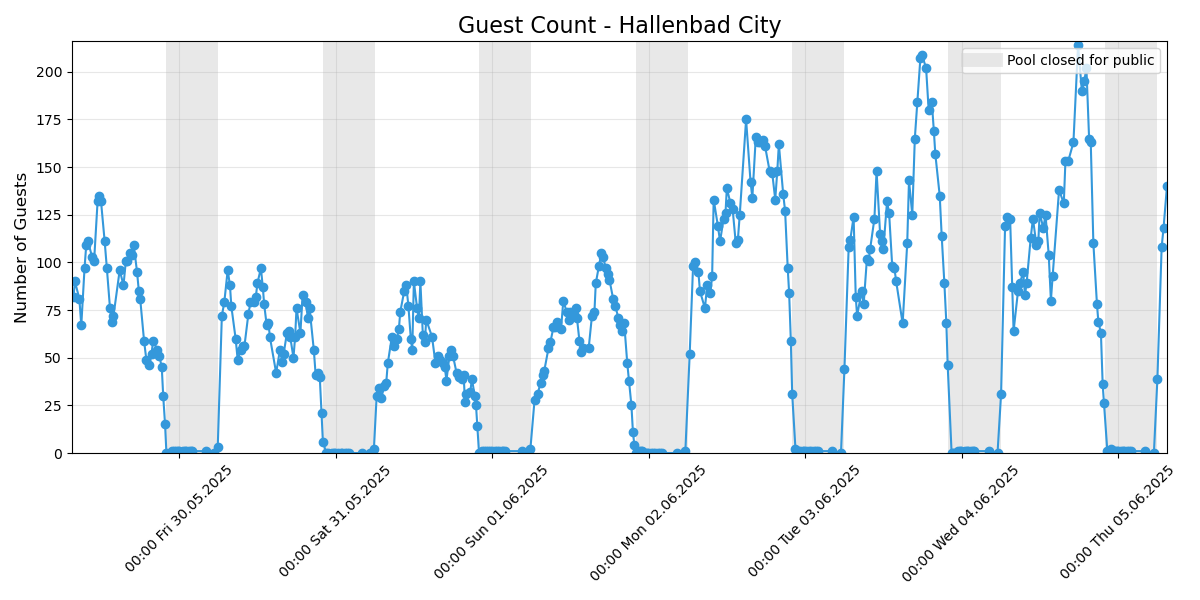 Guest Count - Hallenbad City
Pool closed for public
Number of Guests
200
175
150
125
100
75
50
25
0
00:00 Fri 30.05.2025
00:00 Sat 31.05.2025
00:00 Sun 01.06.2025
00:00 Mon 02.06.2025
00:00 Tue 03.06.2025
00:00 Wed 04.06.2025
00:00 Thu 05.06.2025